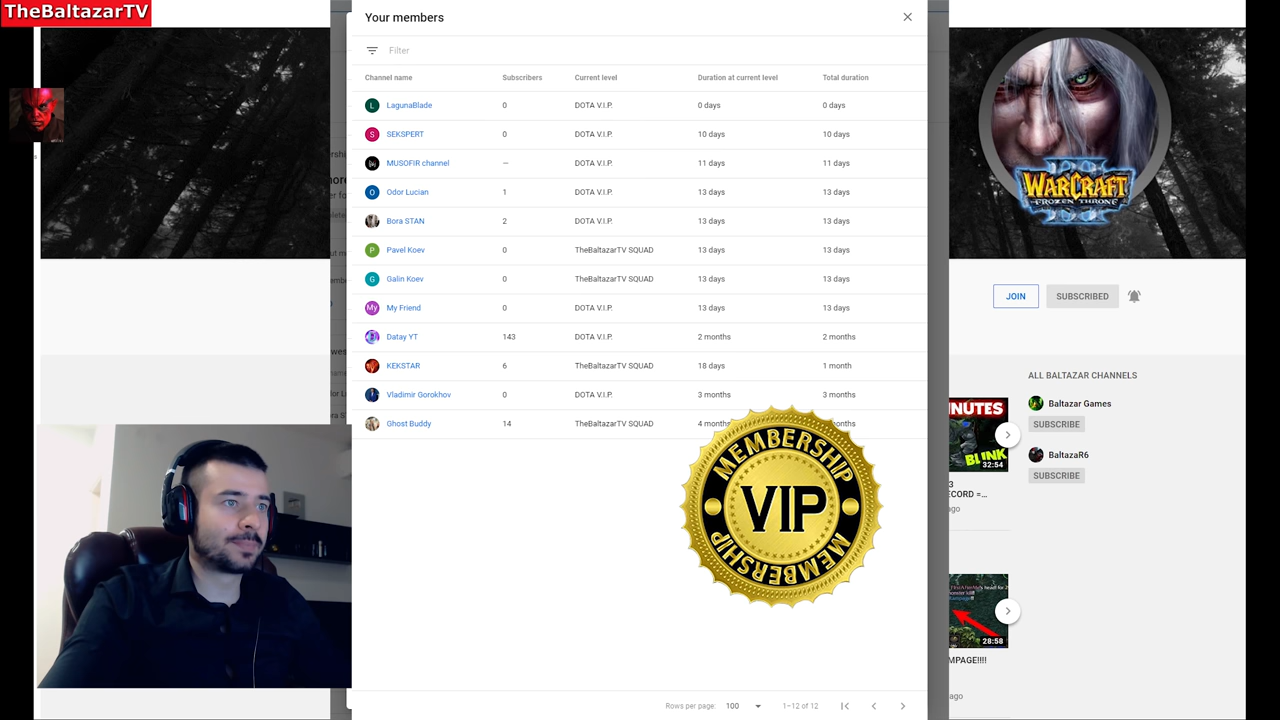 TheBaltazarTV
Your members
Filter
Channel name Subscribers Current level Duration at current level Total duration
LagunaBlade 0 DOTA V.I.P. 0 days 0 days
SEKSPERT 0 DOTA V.I.P. 10 days 10 days
MUSOFIR channel — DOTA V.I.P. 11 days 11 days
Odor Lucian 1 DOTA V.I.P. 13 days 13 days
Bora STAN 2 DOTA V.I.P. 13 days 13 days
Pavel Koev 0 TheBaltazarTV SQUAD 13 days 13 days
Galin Koev 0 TheBaltazarTV SQUAD 13 days 13 days
My Friend 0 DOTA V.I.P. 13 days 13 days
Datay YT 143 DOTA V.I.P. 2 months 2 months
KEKSTAR 6 TheBaltazarTV SQUAD 18 days 1 month
Vladimir Gorokhov 0 DOTA V.I.P. 3 months 3 months
Ghost Buddy 14 TheBaltazarTV SQUAD 4 months
MEMBERSHIP
VIP
MEMBERSHIP
Rows per page: 100 1–12 of 12
WARCRAFT
III
FROZEN THRONE
JOIN SUBSCRIBED
ALL BALTAZAR CHANNELS
Baltazar Games
SUBSCRIBE
BaltazaR6
SUBSCRIBE
BLINK
32:54
ago
28:58
ago